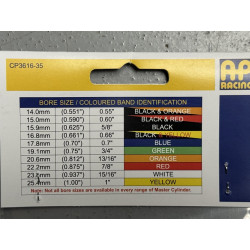 CP3616-35
AP
RACING
BORE SIZE / COLOURED BAND IDENTIFICATION
14.0mm (0.551") 0.55" BLACK & ORANGE
15.0mm (0.590") 0.60" BLACK & RED
15.9mm (0.625") 5/8" BLACK
16.8mm (0.661") 0.66" BLACK & YELLOW
17.8mm (0.70") 0.7" BLUE
19.1mm (0.75") 3/4" GREEN
20.6mm (0.812") 13/16" ORANGE
22.2mm (0.875") 7/8" RED
23.8mm (0.937") 15/16" WHITE
25.4mm (1.00") 1" YELLOW
Note: Not all bore sizes are available in every range of Master Cylinder.